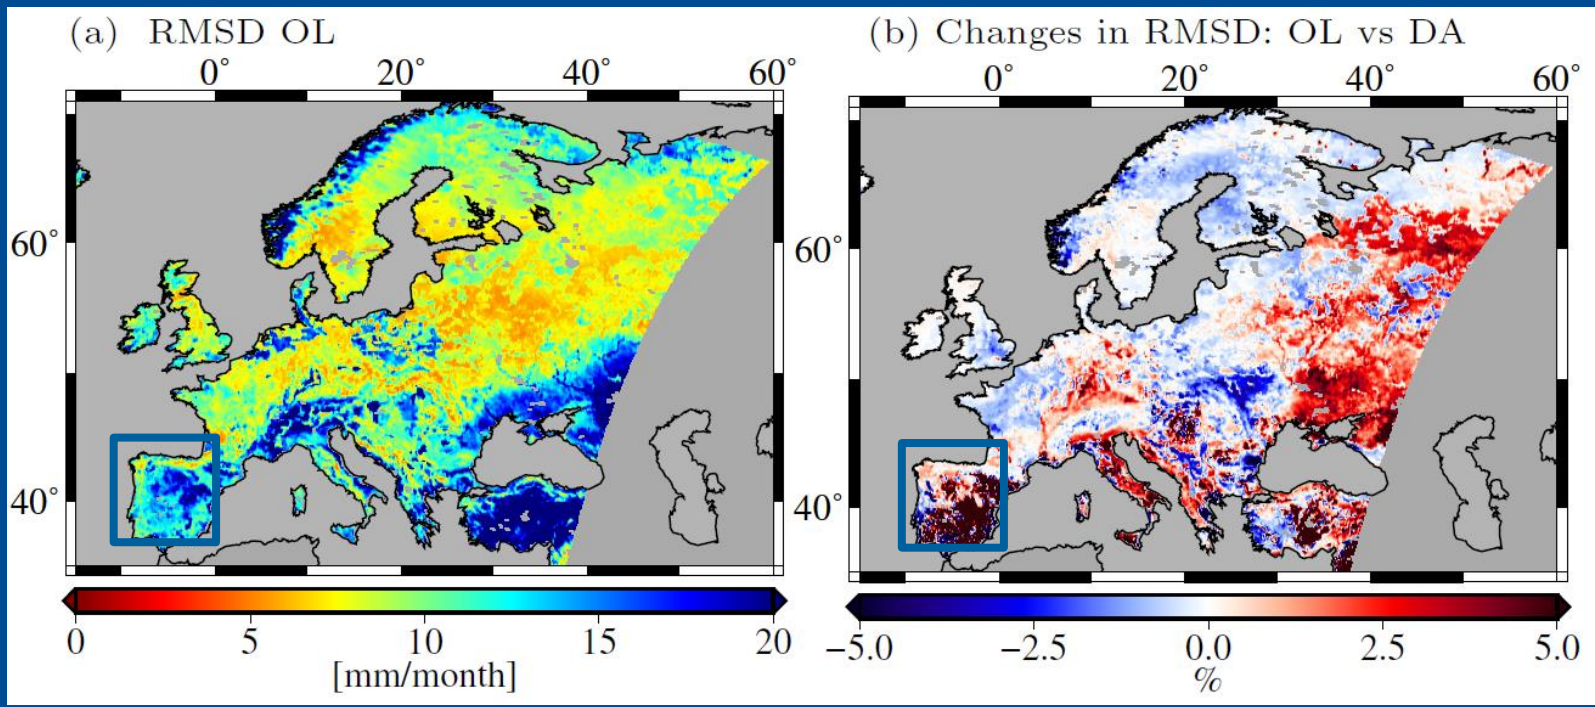 (a) RMSD OL
0° 20° 40° 60°
60°
40°
0 5 10 15 20
[mm/month]
(b) Changes in RMSD: OL vs DA
0° 20° 40° 60°
60°
40°
−5.0 −2.5 0.0 2.5 5.0
%